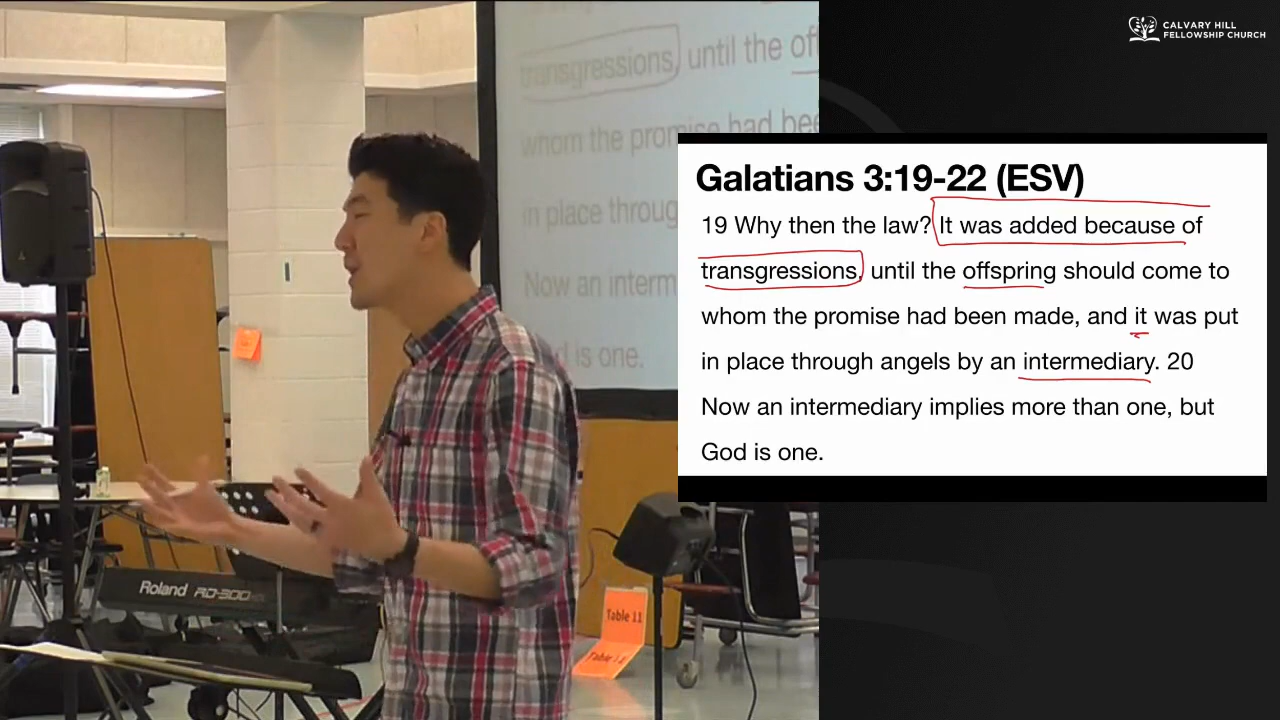 CALVARY HILL
FELLOWSHIP CHURCH
transgressions, until the of
whom the promise had bee
in place throug
Now an interm
d is one.
Galatians 3:19-22 (ESV)
19 Why then the law? It was added because of
transgressions, until the offspring should come to
whom the promise had been made, and it was put
in place through angels by an intermediary. 20
Now an intermediary implies more than one, but
God is one.
Roland RD-300
Table 11
Table 12